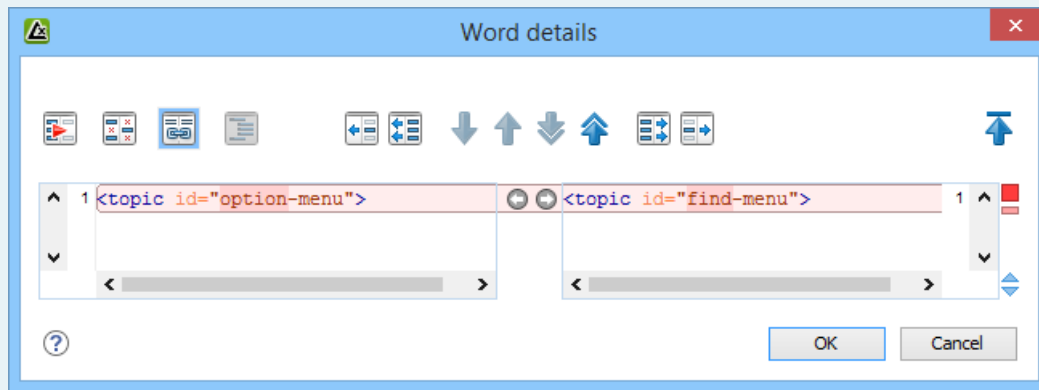 Word details
1 <topic id="option-menu"> <topic id="find-menu"> 1
OK Cancel